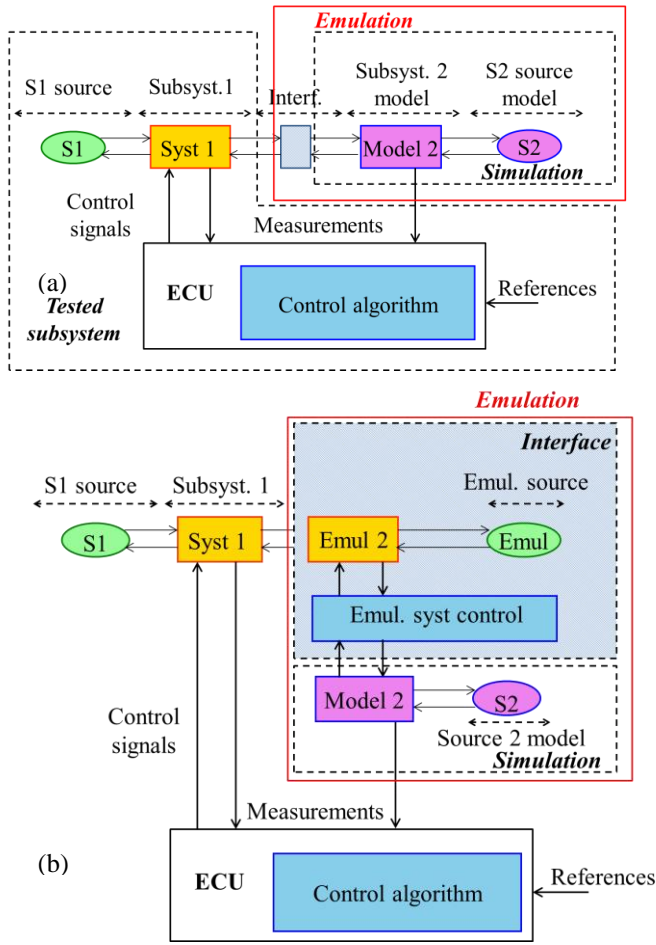 Emulation
S1 source
Subsyst.1
Interf.
Subsyst. 2
model
S2 source
model
S1
Syst 1
Model 2
S2
Simulation
Control
signals
Measurements
(a)
ECU
Control algorithm
References
Tested
subsystem
Emulation
Interface
S1 source
Subsyst. 1
Emul. source
S1
Syst 1
Emul 2
Emul
Emul. syst control
Model 2
S2
Control
signals
Source 2 model
Simulation
Measurements
(b)
ECU
Control algorithm
References